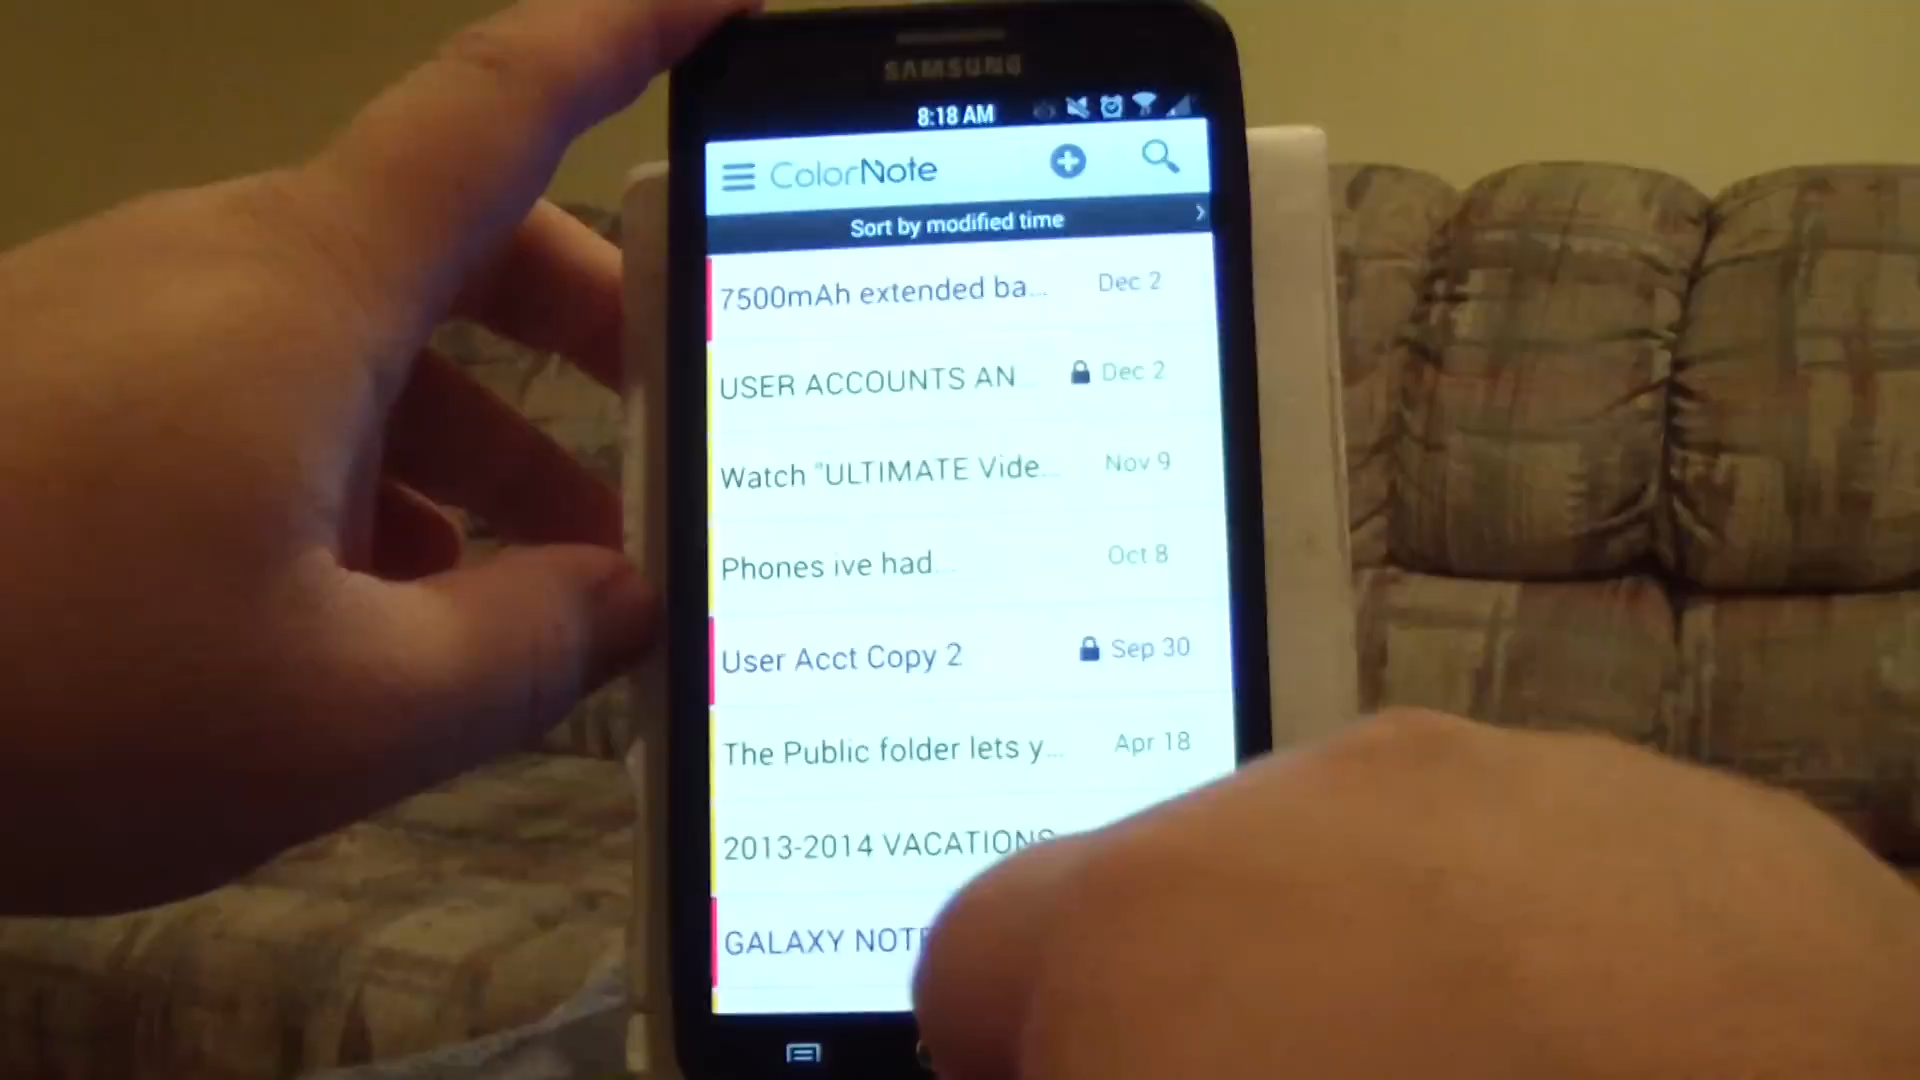 SAMSUNG
8:18 AM
ColorNote
Sort by modified time
7500mAh extended ba... Dec 2
USER ACCOUNTS AN... Dec 2
Watch "ULTIMATE Vide... Nov 9
Phones ive had... Oct 8
User Acct Copy 2 Sep 30
The Public folder lets y... Apr 18
2013-2014 VACATIONS
GALAXY NOTE